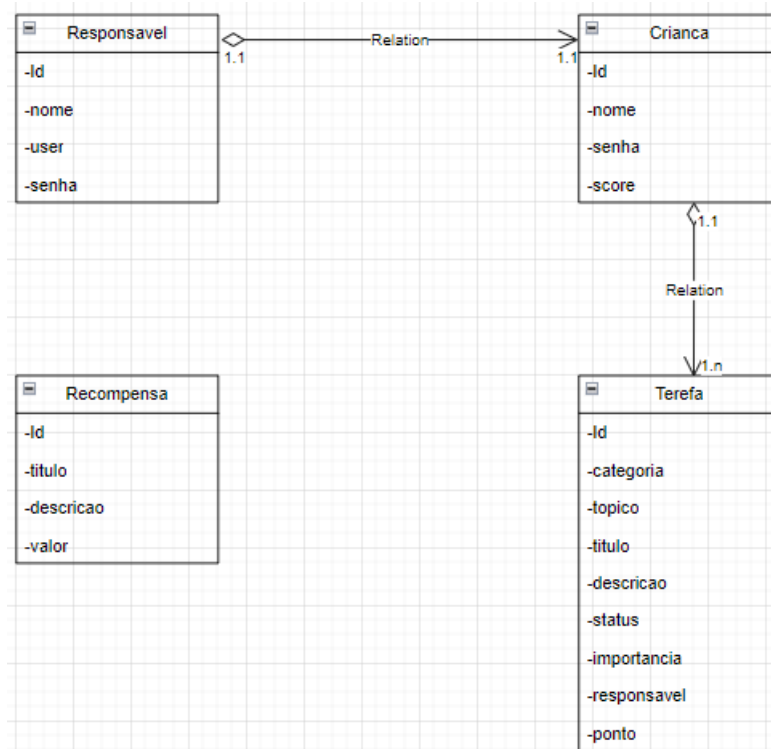 Responsavel
-Id
-nome
-user
-senha
1.1
Relation
1.1
Crianca
-Id
-nome
-senha
-score
1.1
Relation
1.n
Recompensa
-Id
-titulo
-descricao
-valor
Terefa
-Id
-categoria
-topico
-titulo
-descricao
-status
-importancia
-responsavel
-ponto